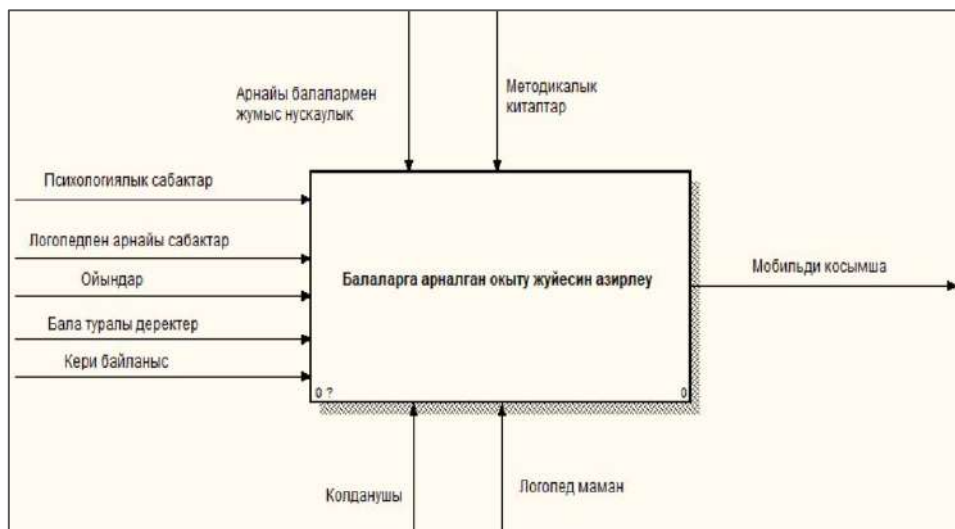 Арнайы балалармен
жумыс нускаулык
Методикалык
китаптар
Психологиялык сабактар
Логопедпен арнайы сабактар
Ойындар
Бала туралы деректер
Кери байланыс
Балаларга арналган окыту жуйесин азирлеу
0 ?
0
Мобильди косымша
Колданушы
Логопед маман